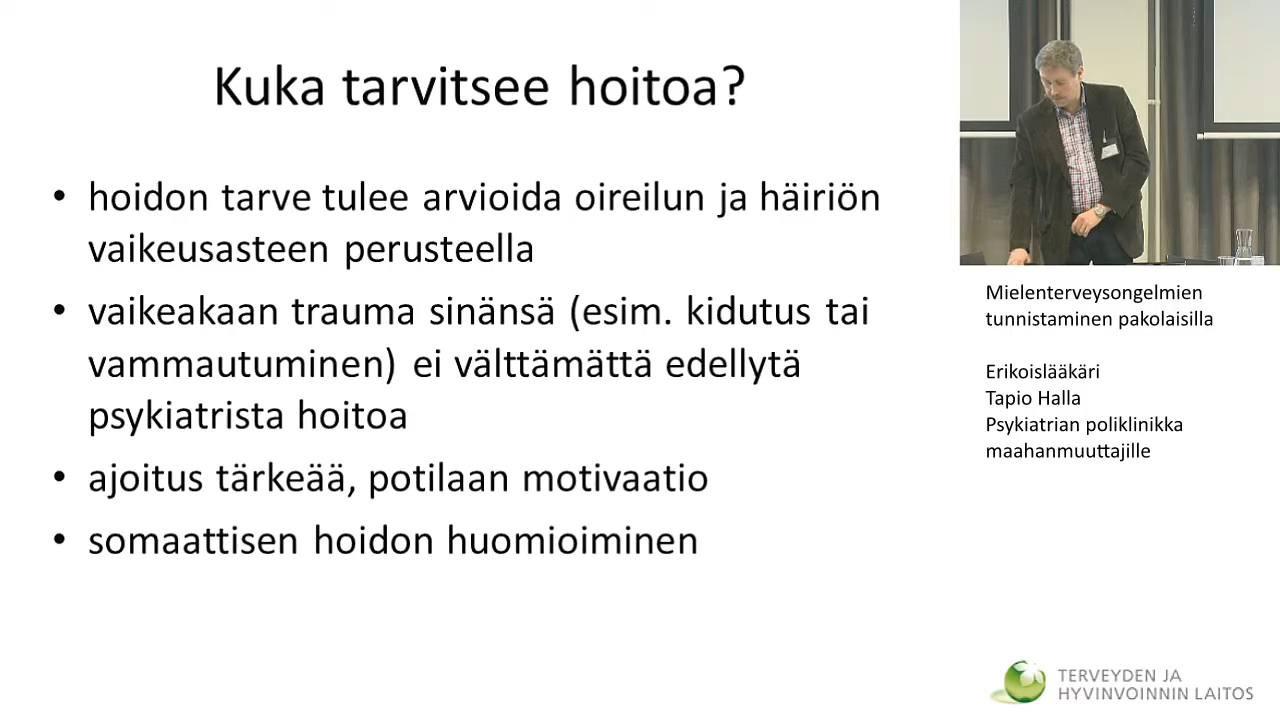 Kuka tarvitsee hoitoa?
• hoidon tarve tulee arvioida oireilun ja häiriön
vaikeusasteen perusteella
• vaikeakaan trauma sinänsä (esim. kidutus tai
vammautuminen) ei välttämättä edellytä
psykiatrista hoitoa
• ajoitus tärkeää, potilaan motivaatio
• somaattisen hoidon huomioiminen
Mielenterveysongelmien
tunnistaminen pakolaisilla
Erikoislääkäri
Tapio Halla
Psykiatrian poliklinikka
maahanmuuttajille
TERVEYDEN JA
HYVINVOINNIN LAITOS